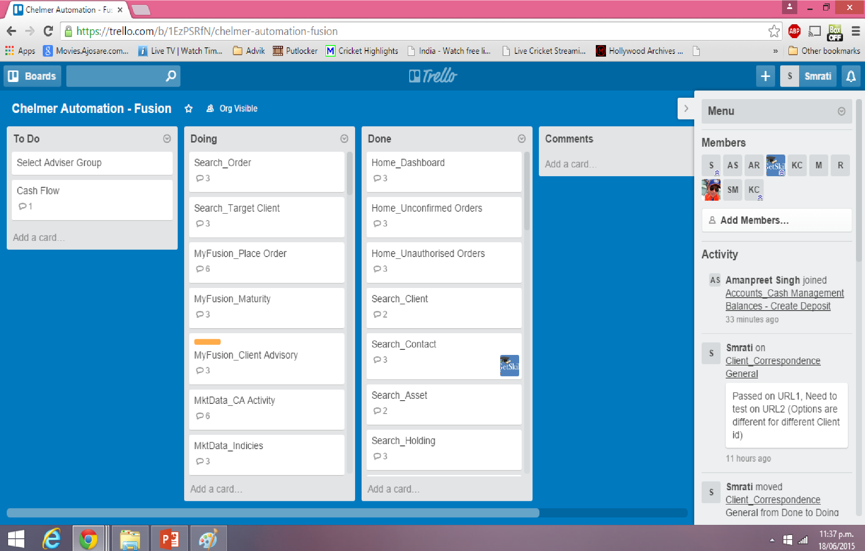 Chelmer Automation - Fus
https://trello.com/b/1EzPSRfN/chelmer-automation-fusion
ABP
Box
OFF
Apps
Movies.Ajosare.com...
Live TV | Watch Tim...
Advik
Putlocker
Cricket Highlights
India - Watch free li...
Live Cricket Streami...
Hollywood Archives ...
»
Other bookmarks
Boards
Trello
+
S
Smrati
Chelmer Automation - Fusion
Org Visible
To Do
Select Adviser Group
Cash Flow
1
Add a card...
Doing
Search_Order
3
Search_Target Client
3
MyFusion_Place Order
6
MyFusion_Maturity
3
MyFusion_Client Advisory
3
MktData_CA Activity
6
MktData_Indicies
3
Add a card...
Done
Home_Dashboard
3
Home_Unconfirmed Orders
3
Home_Unauthorised Orders
3
Search_Client
2
Search_Contact
3
Search_Asset
2
Search_Holding
3
Add a card...
Comments
Add a card...
Menu
Members
S AS AR KC M R
SM KC
Add Members...
Activity
AS
Amanpreet Singh joined
Accounts_Cash Management
Balances - Create Deposit
33 minutes ago
S
Smrati on
Client_Correspondence
General
Passed on URL1, Need to
test on URL2 (Options are
different for different Client
id)
11 hours ago
S
Smrati moved
Client_Correspondence
General from Done to Doing
11:37 p.m.
18/06/2015